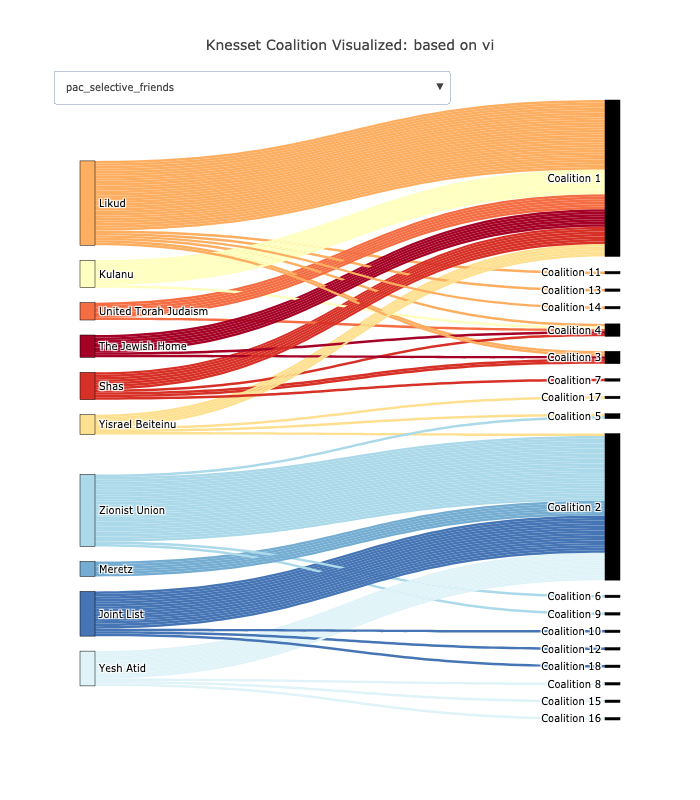 Knesset Coalition Visualized: based on vi
pac_selective_friends ▼
Likud
Kulanu
United Torah Judaism
The Jewish Home
Shas
Yisrael Beiteinu
Zionist Union
Meretz
Joint List
Yesh Atid
Coalition 1
Coalition 11
Coalition 13
Coalition 14
Coalition 4
Coalition 3
Coalition 7
Coalition 17
Coalition 5
Coalition 2
Coalition 6
Coalition 9
Coalition 10
Coalition 12
Coalition 18
Coalition 8
Coalition 15
Coalition 16